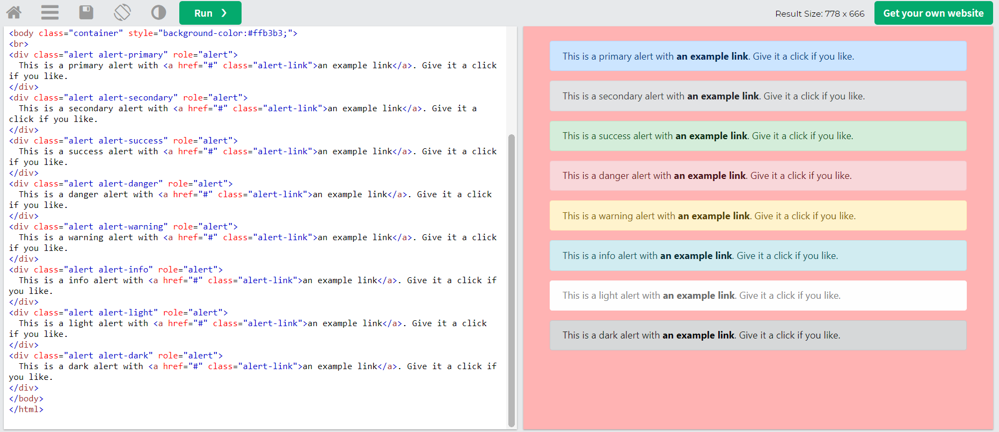 Run ❯
Result Size: 778 x 666
Get your own website
<body class="container" style="background-color:#ffb3b3;">
<br>
<div class="alert alert-primary" role="alert">
  This is a primary alert with <a href="#" class="alert-link">an example link</a>. Give it a click
if you like.
</div>
<div class="alert alert-secondary" role="alert">
  This is a secondary alert with <a href="#" class="alert-link">an example link</a>. Give it a
click if you like.
</div>
<div class="alert alert-success" role="alert">
  This is a success alert with <a href="#" class="alert-link">an example link</a>. Give it a click
if you like.
</div>
<div class="alert alert-danger" role="alert">
  This is a danger alert with <a href="#" class="alert-link">an example link</a>. Give it a click
if you like.
</div>
<div class="alert alert-warning" role="alert">
  This is a warning alert with <a href="#" class="alert-link">an example link</a>. Give it a click
if you like.
</div>
<div class="alert alert-info" role="alert">
  This is a info alert with <a href="#" class="alert-link">an example link</a>. Give it a click if
you like.
</div>
<div class="alert alert-light" role="alert">
  This is a light alert with <a href="#" class="alert-link">an example link</a>. Give it a click
if you like.
</div>
<div class="alert alert-dark" role="alert">
  This is a dark alert with <a href="#" class="alert-link">an example link</a>. Give it a click if
you like.
</div>
</body>
</html>
This is a primary alert with an example link. Give it a click if you like.
This is a secondary alert with an example link. Give it a click if you like.
This is a success alert with an example link. Give it a click if you like.
This is a danger alert with an example link. Give it a click if you like.
This is a warning alert with an example link. Give it a click if you like.
This is a info alert with an example link. Give it a click if you like.
This is a light alert with an example link. Give it a click if you like.
This is a dark alert with an example link. Give it a click if you like.